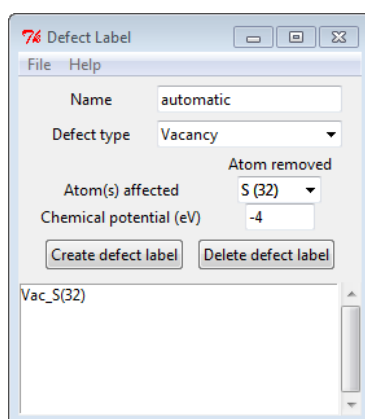 Defect Label
File Help
Name automatic
Defect type Vacancy
Atom removed
Atom(s) affected S (32)
Chemical potential (eV) -4
Create defect label Delete defect label
Vac_S(32)